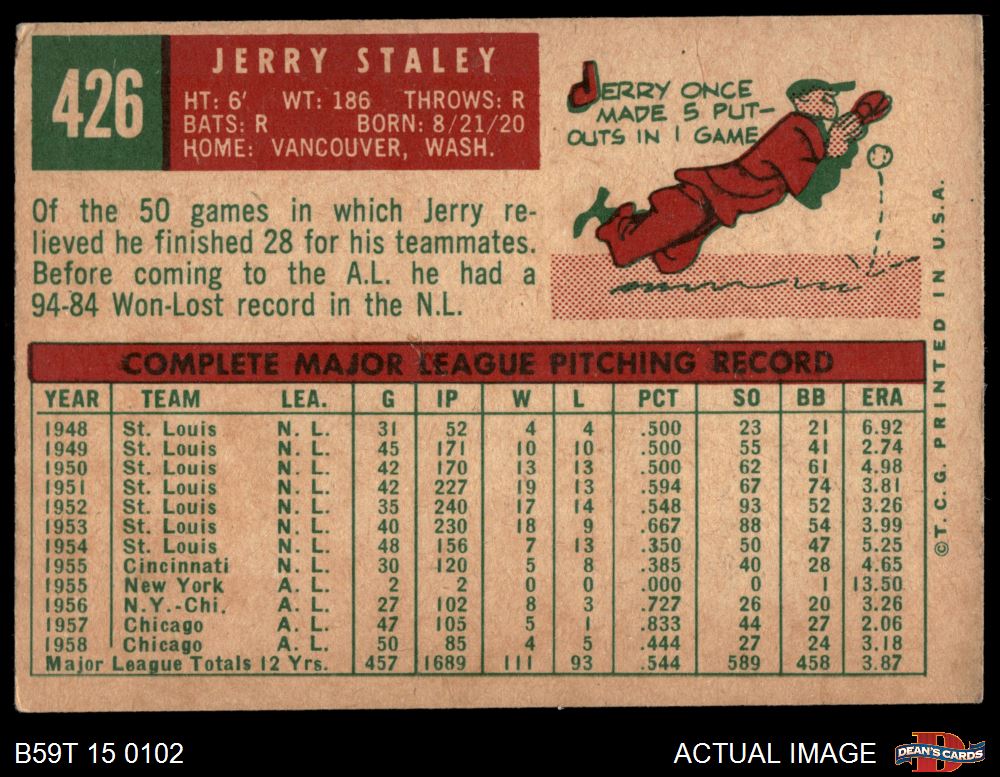 426
JERRY STALEY
HT: 6' WT: 186 THROWS: R
BATS: R BORN: 8/21/20
HOME: VANCOUVER, WASH.
JERRY ONCE
MADE 5 PUT-
OUTS IN 1 GAME
Of the 50 games in which Jerry re-
lieved he finished 28 for his teammates.
Before coming to the A.L. he had a
94-84 Won-Lost record in the N.L.
COMPLETE MAJOR LEAGUE PITCHING RECORD
YEAR TEAM LEA. G IP W L PCT SO BB ERA
1948 St. Louis N. L. 31 52 4 4 .500 23 21 6.92
1949 St. Louis N. L. 45 171 10 10 .500 55 41 2.74
1950 St. Louis N. L. 42 170 13 13 .500 62 61 4.98
1951 St. Louis N. L. 42 227 19 13 .594 67 74 3.81
1952 St. Louis N. L. 35 240 17 14 .548 93 52 3.26
1953 St. Louis N. L. 40 230 18 9 .667 88 54 3.99
1954 St. Louis N. L. 48 156 7 13 .350 50 47 5.25
1955 Cincinnati N. L. 30 120 5 8 .385 40 28 4.65
1955 New York A. L. 2 2 0 0 .000 0 1 13.50
1956 N.Y.-Chi. A. L. 27 102 8 3 .727 26 20 3.26
1957 Chicago A. L. 47 105 5 1 .833 44 27 2.06
1958 Chicago A. L. 50 85 4 5 .444 27 24 3.18
Major League Totals 12 Yrs. 457 1689 111 93 .544 589 458 3.87
© T. C. G. PRINTED IN U.S.A.
B59T 15 0102
ACTUAL IMAGE
D
DEAN'S CARDS